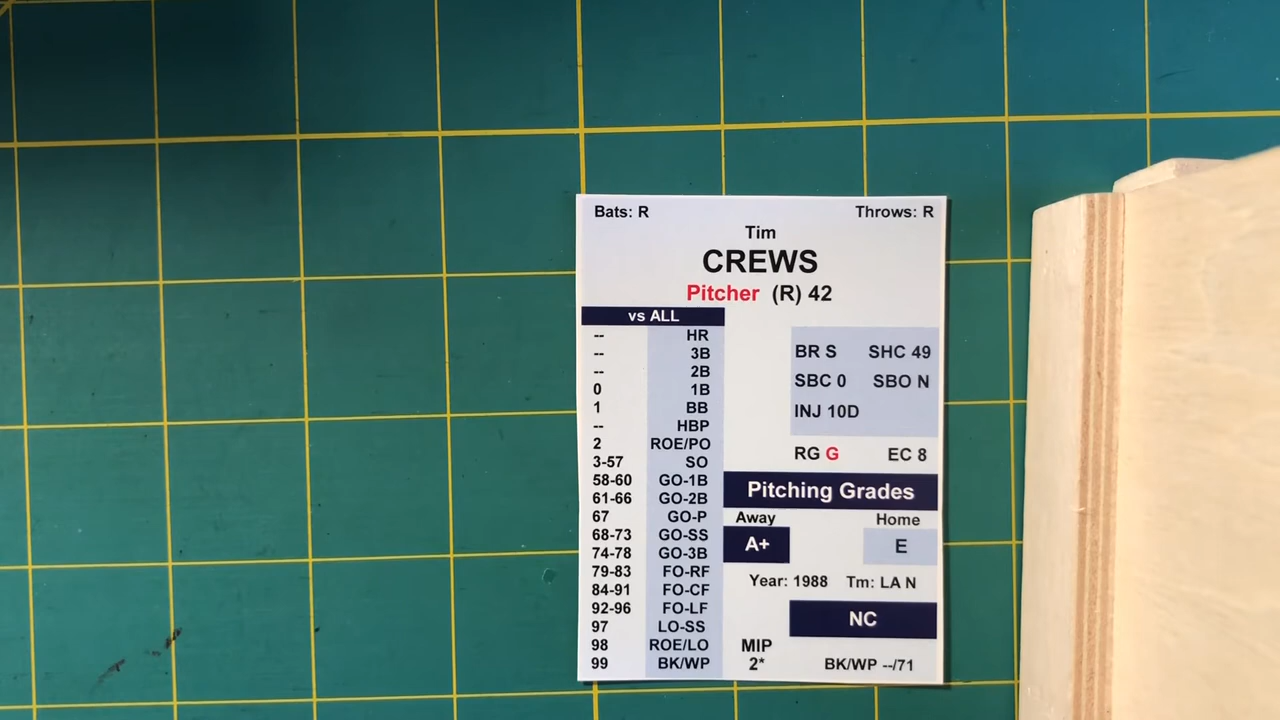 Bats: R Throws: R
Tim
CREWS
Pitcher (R) 42
vs ALL
-- HR
-- 3B
-- 2B
0 1B
1 BB
-- HBP
2 ROE/PO
3-57 SO
58-60 GO-1B
61-66 GO-2B
67 GO-P
68-73 GO-SS
74-78 GO-3B
79-83 FO-RF
84-91 FO-CF
92-96 FO-LF
97 LO-SS
98 ROE/LO
99 BK/WP
BR S SHC 49
SBC 0 SBO N
INJ 10D
RG G EC 8
Pitching Grades
Away Home
A+ E
Year: 1988 Tm: LA N
NC
MIP
2* BK/WP --/71